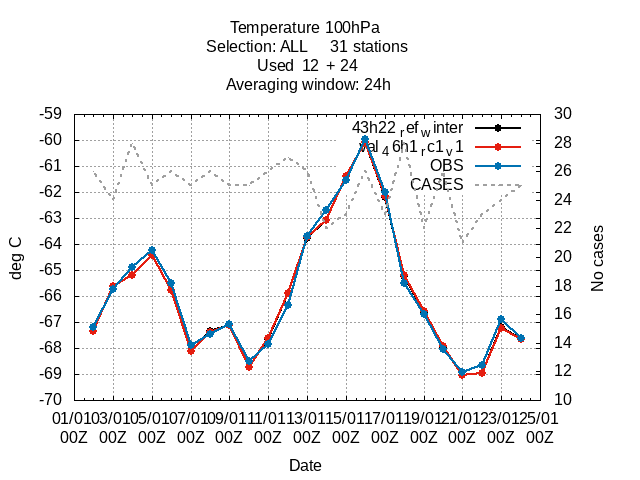 Temperature 100hPa
Selection: ALL 31 stations
Used 12 + 24
Averaging window: 24h
-59
-60
-61
-62
-63
-64
-65
-66
-67
-68
-69
-70
30
28
26
24
22
20
18
16
14
12
10
deg C
No cases
43h22_ref_winter
val_46h1_rc1_v1
OBS
CASES
01/01 03/01 05/01 07/01 09/01 11/01 13/01 15/01 17/01 19/01 21/01 23/01 25/01
00Z 00Z 00Z 00Z 00Z 00Z 00Z 00Z 00Z 00Z 00Z 00Z 00Z
Date